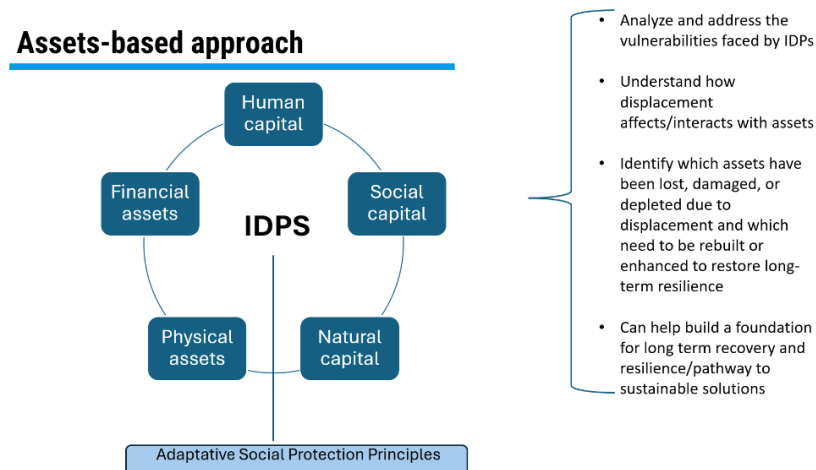 Assets-based approach
Human
capital
Financial
assets
Social
capital
IDPS
Physical
assets
Natural
capital
Adaptative Social Protection Principles
• Analyze and address the
vulnerabilities faced by IDPs
• Understand how
displacement
affects/interacts with assets
• Identify which assets have
been lost, damaged, or
depleted due to
displacement and which
need to be rebuilt or
enhanced to restore long-
term resilience
• Can help build a foundation
for long term recovery and
resilience/pathway to
sustainable solutions